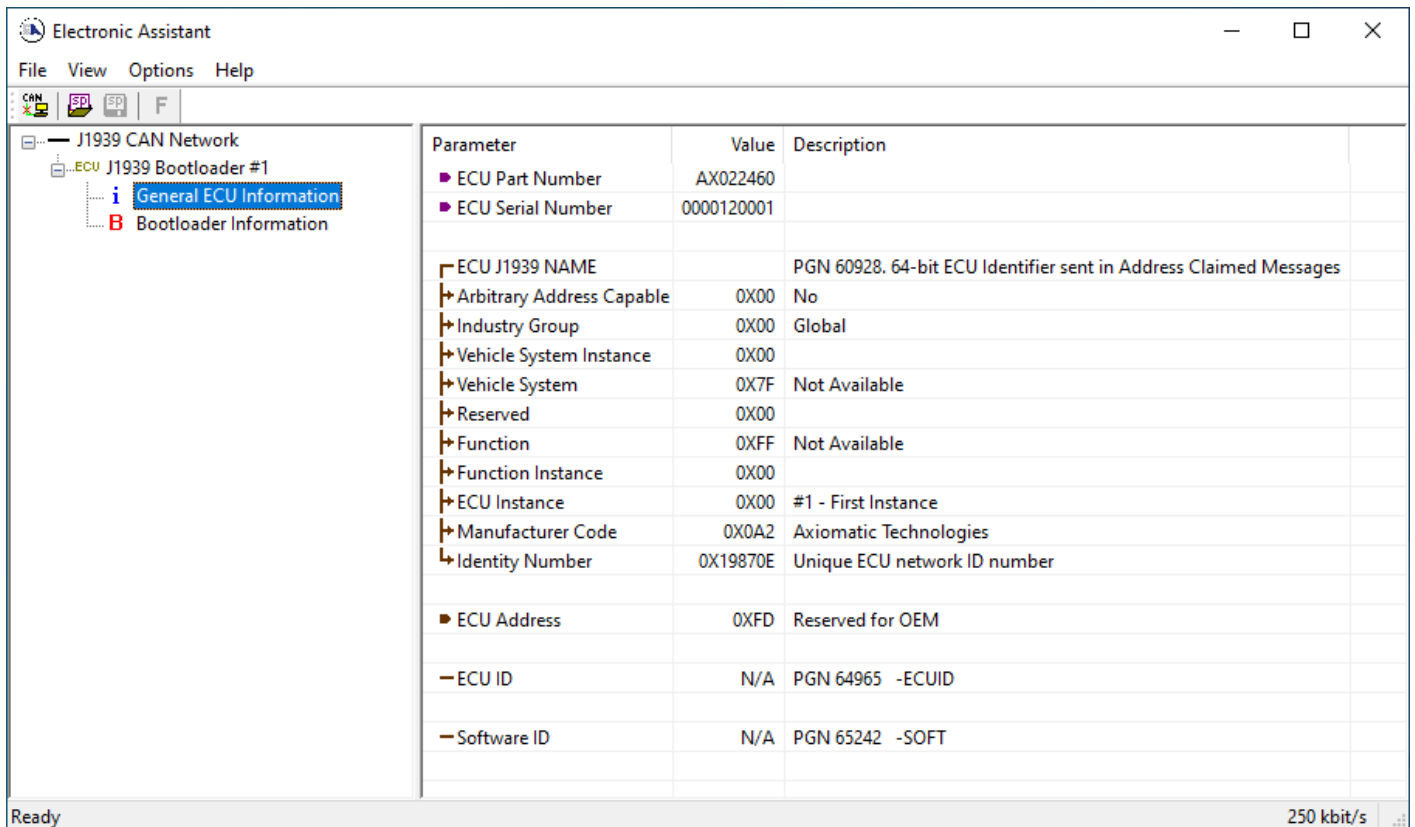 Electronic Assistant
File View Options Help
CAN SP SP F
J1939 CAN Network
ECU J1939 Bootloader #1
i General ECU Information
B Bootloader Information
Parameter Value Description
ECU Part Number AX022460
ECU Serial Number 0000120001
ECU J1939 NAME PGN 60928. 64-bit ECU Identifier sent in Address Claimed Messages
Arbitrary Address Capable 0X00 No
Industry Group 0X00 Global
Vehicle System Instance 0X00
Vehicle System 0X7F Not Available
Reserved 0X00
Function 0XFF Not Available
Function Instance 0X00
ECU Instance 0X00 #1 - First Instance
Manufacturer Code 0X0A2 Axiomatic Technologies
Identity Number 0X19870E Unique ECU network ID number
ECU Address 0XFD Reserved for OEM
ECU ID N/A PGN 64965 -ECUID
Software ID N/A PGN 65242 -SOFT
Ready 250 kbit/s